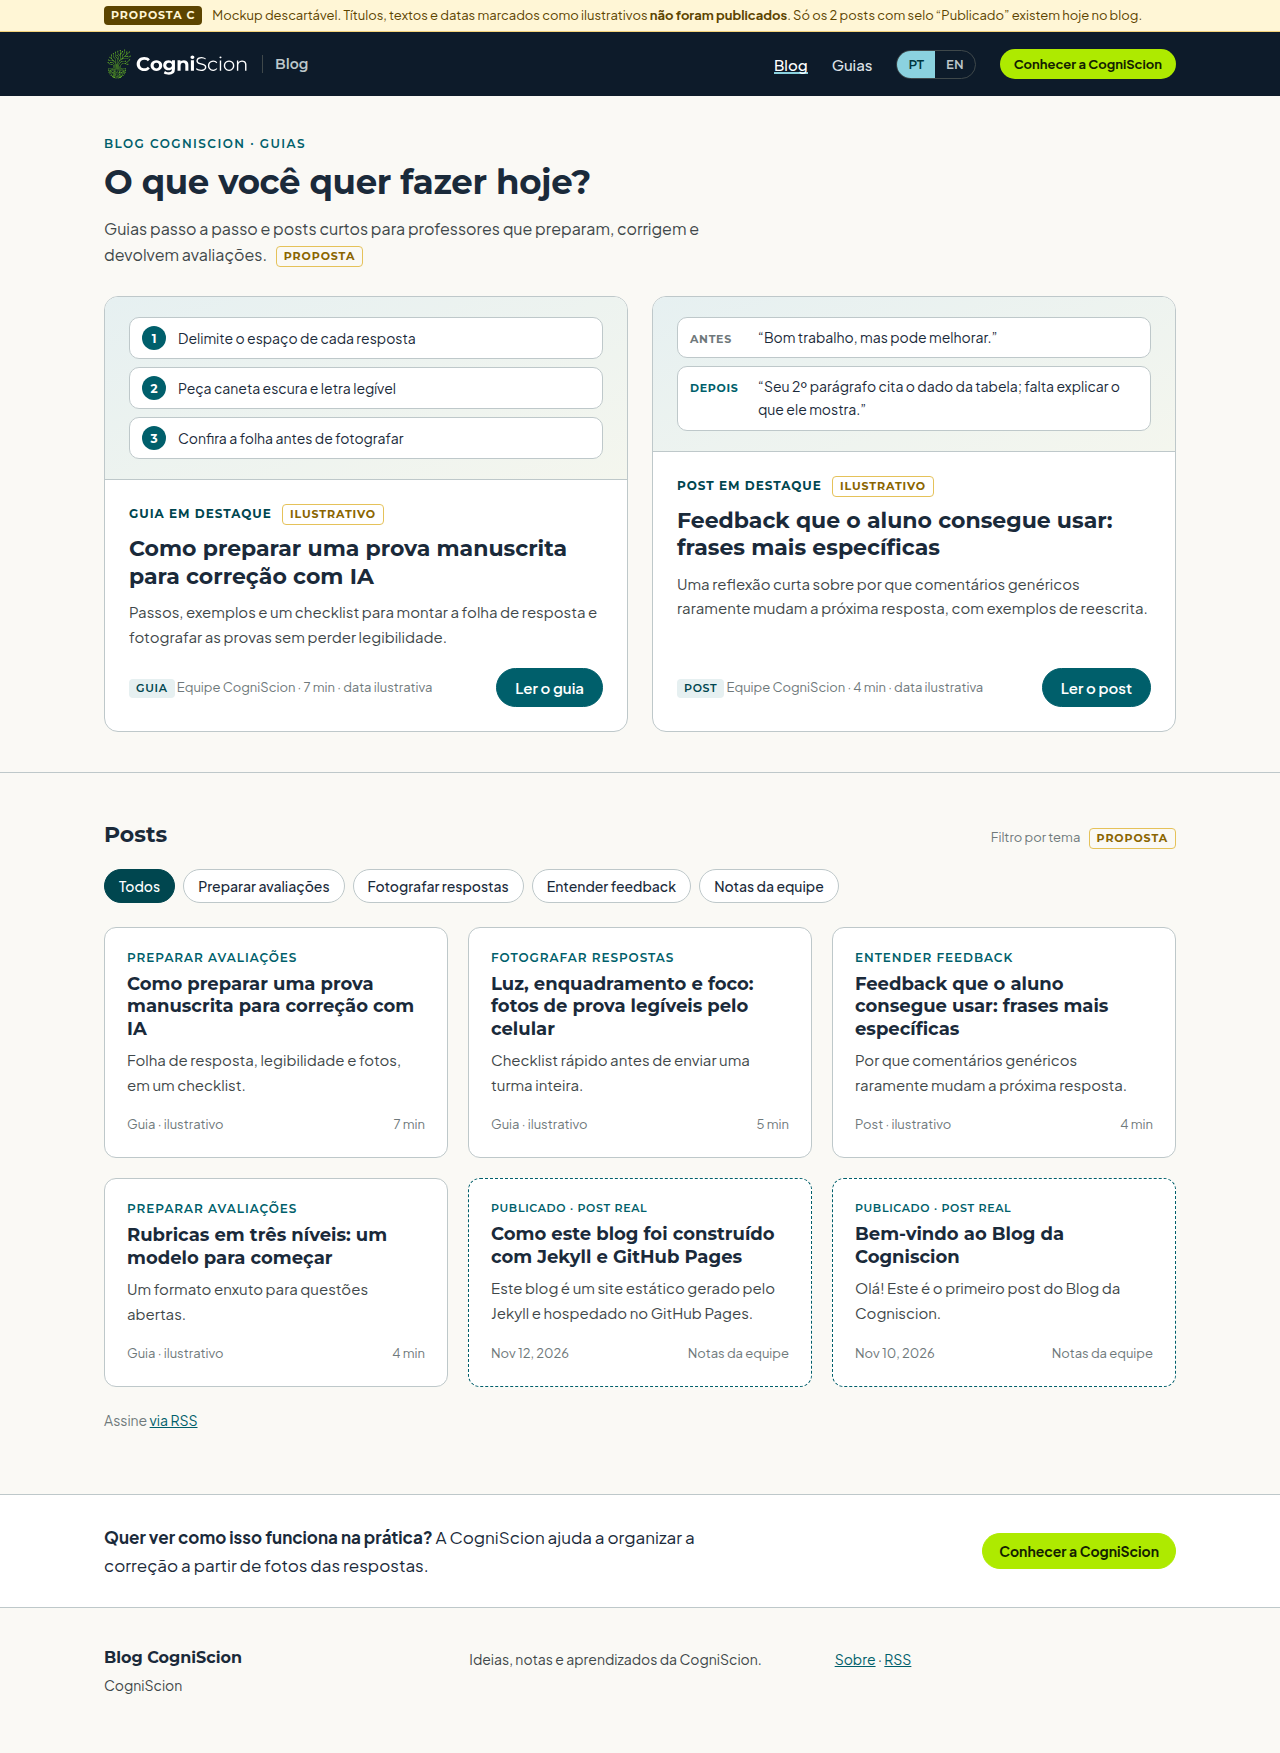 PROPOSTA C Mockup descartável. Títulos, textos e datas marcados como ilustrativos não foram publicados. Só os 2 posts com selo “Publicado” existem hoje no blog.
CogniScion | Blog
Blog Guias PT EN Conhecer a CogniScion
BLOG COGNISCION · GUIAS
O que você quer fazer hoje?
Guias passo a passo e posts curtos para professores que preparam, corrigem e
devolvem avaliações. PROPOSTA
1 Delimite o espaço de cada resposta
2 Peça caneta escura e letra legível
3 Confira a folha antes de fotografar
GUIA EM DESTAQUE ILUSTRATIVO
Como preparar uma prova manuscrita
para correção com IA
Passos, exemplos e um checklist para montar a folha de resposta e
fotografar as provas sem perder legibilidade.
GUIA Equipe CogniScion · 7 min · data ilustrativa Ler o guia
ANTES “Bom trabalho, mas pode melhorar.”
DEPOIS “Seu 2º parágrafo cita o dado da tabela; falta explicar o
que ele mostra.”
POST EM DESTAQUE ILUSTRATIVO
Feedback que o aluno consegue usar:
frases mais específicas
Uma reflexão curta sobre por que comentários genéricos
raramente mudam a próxima resposta, com exemplos de reescrita.
POST Equipe CogniScion · 4 min · data ilustrativa Ler o post
Posts
Filtro por tema PROPOSTA
Todos Preparar avaliações Fotografar respostas Entender feedback Notas da equipe
PREPARAR AVALIAÇÕES
Como preparar uma prova
manuscrita para correção com
IA
Folha de resposta, legibilidade e fotos,
em um checklist.
Guia · ilustrativo 7 min
FOTOGRAFAR RESPOSTAS
Luz, enquadramento e foco:
fotos de prova legíveis pelo
celular
Checklist rápido antes de enviar uma
turma inteira.
Guia · ilustrativo 5 min
ENTENDER FEEDBACK
Feedback que o aluno
consegue usar: frases mais
específicas
Por que comentários genéricos
raramente mudam a próxima resposta.
Post · ilustrativo 4 min
PREPARAR AVALIAÇÕES
Rubricas em três níveis: um
modelo para começar
Um formato enxuto para questões
abertas.
Guia · ilustrativo 4 min
PUBLICADO · POST REAL
Como este blog foi construído
com Jekyll e GitHub Pages
Este blog é um site estático gerado pelo
Jekyll e hospedado no GitHub Pages.
Nov 12, 2026 Notas da equipe
PUBLICADO · POST REAL
Bem-vindo ao Blog da
Cogniscion
Olá! Este é o primeiro post do Blog da
Cogniscion.
Nov 10, 2026 Notas da equipe
Assine via RSS
Quer ver como isso funciona na prática? A CogniScion ajuda a organizar a
correção a partir de fotos das respostas.
Conhecer a CogniScion
Blog CogniScion
CogniScion
Ideias, notas e aprendizados da CogniScion.
Sobre · RSS